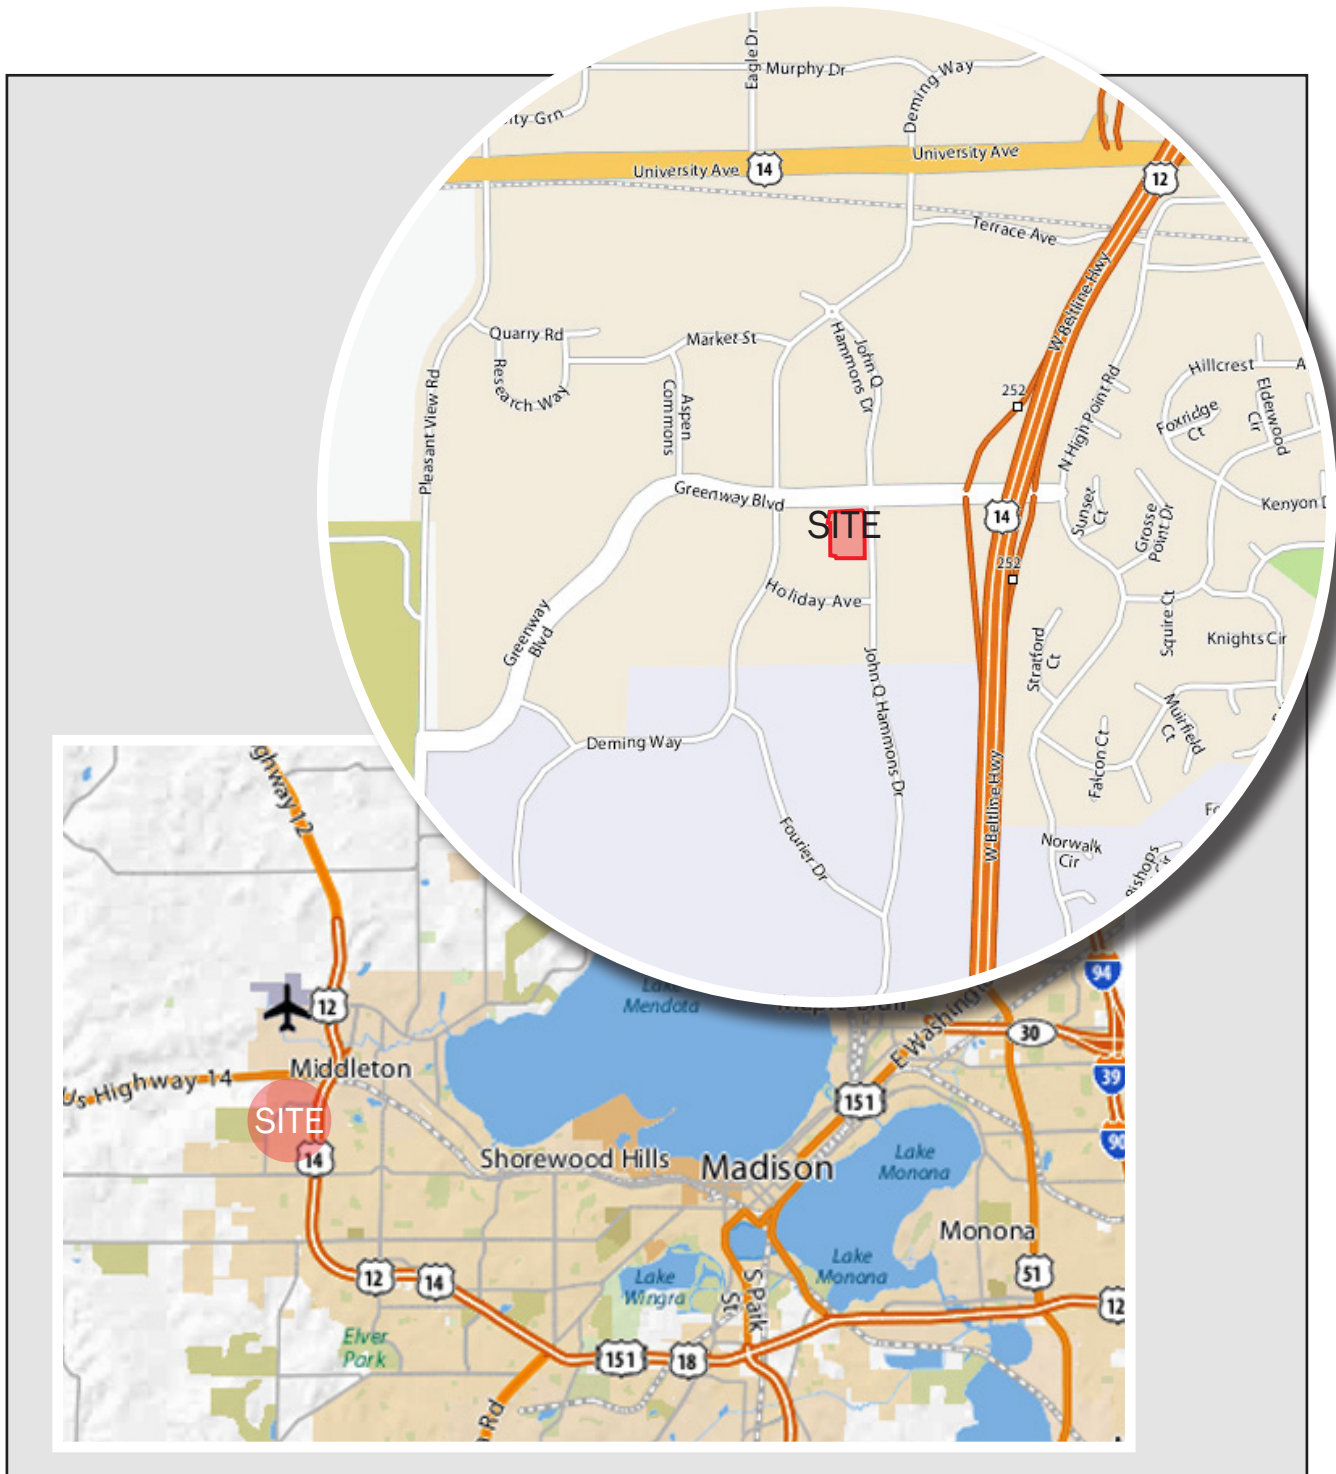 Eagle Dr
Murphy Dr
Deming Way
ity Grn
University Ave
14
University Ave
12
Terrace Ave
W Beltline Hwy
Quarry Rd
Market St
John Q
Hammons Dr
Research Way
Aspen
Commons
Pleasant View Rd
252
N High Point Rd
Hillcrest
A
Elderwood
Cir
Foxridge
Ct
Greenway Blvd
SITE
14
Sunset
Ct
Grosse
Point Dr
Kenyon
252
Holiday Ave
Greenway
Blvd
Squire Ct
Knights Cir
Stratford
Ct
John Q Hammons Dr
Deming Way
Muirfield
Ct
Falcon Ct
W Beltline Hwy
Fourier Dr
Norwalk
Cir
ishops
ghway 12
12
Lake
Mendota
94
E Washingt
30
Middleton
Us Highway 14
39
SITE
151
90
14
Shorewood Hills
Madison
Lake
Monona
Monona
12
14
Lake
Wingra
S Park
St
Lake
Monona
51
12
Elver
Park
151
18
Rd